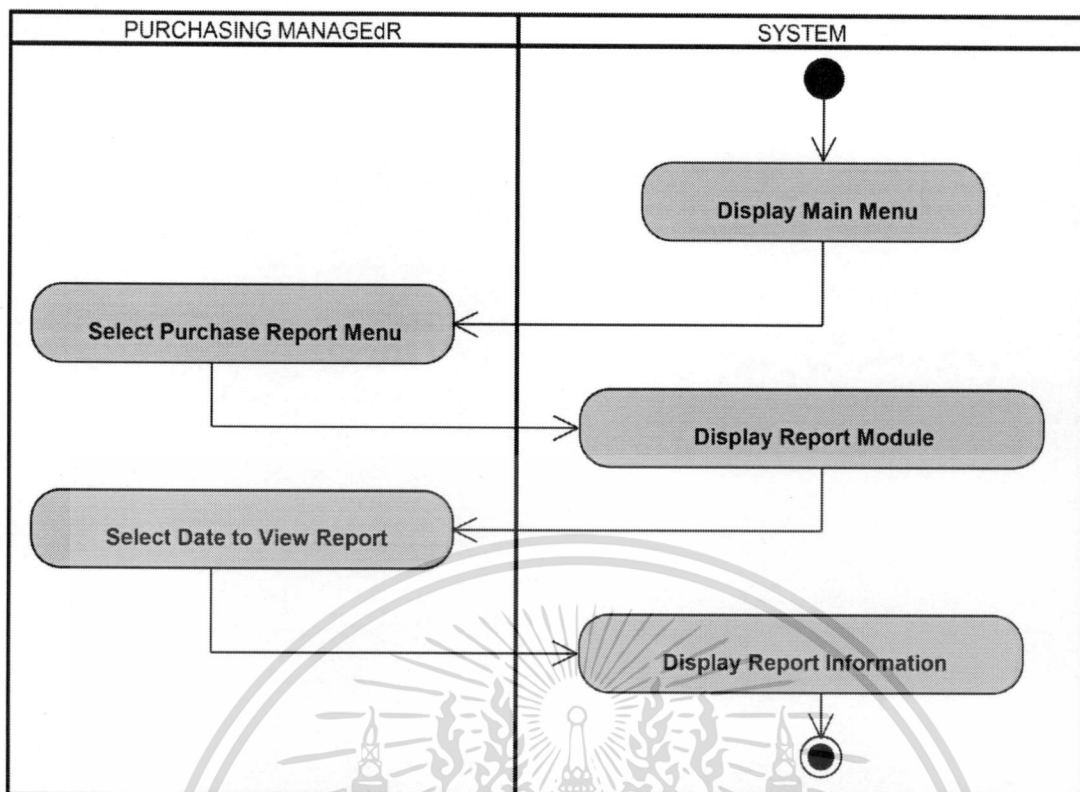 PURCHASING MANAGEdR
SYSTEM
Display Main Menu
Select Purchase Report Menu
Display Report Module
Select Date to View Report
Display Report Information